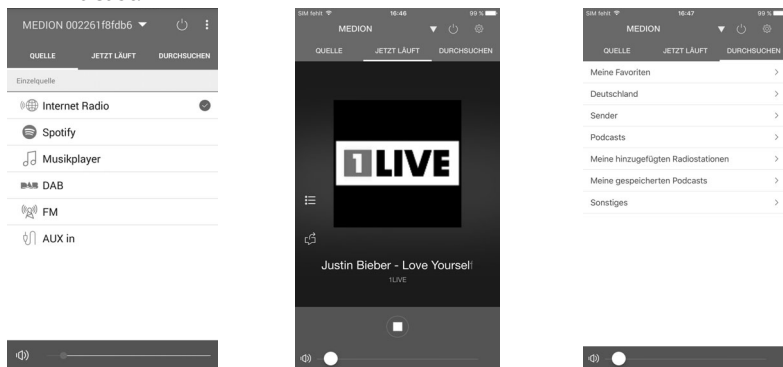 MEDION 002261f8fdb6
QUELLE JETZT LÄUFT DURCHSUCHEN
Einzelquelle
Internet Radio
Spotify
Musikplayer
DAB DAB
FM
AUX in
SIM fehlt 16:46 99 %
MEDION
QUELLE JETZT LÄUFT DURCHSUCHEN
1LIVE
Justin Bieber - Love Yourself
1LIVE
SIM fehlt 16:47 99 %
MEDION
QUELLE JETZT LÄUFT DURCHSUCHEN
Meine Favoriten
Deutschland
Sender
Podcasts
Meine hinzugefügten Radiostationen
Meine gespeicherten Podcasts
Sonstiges